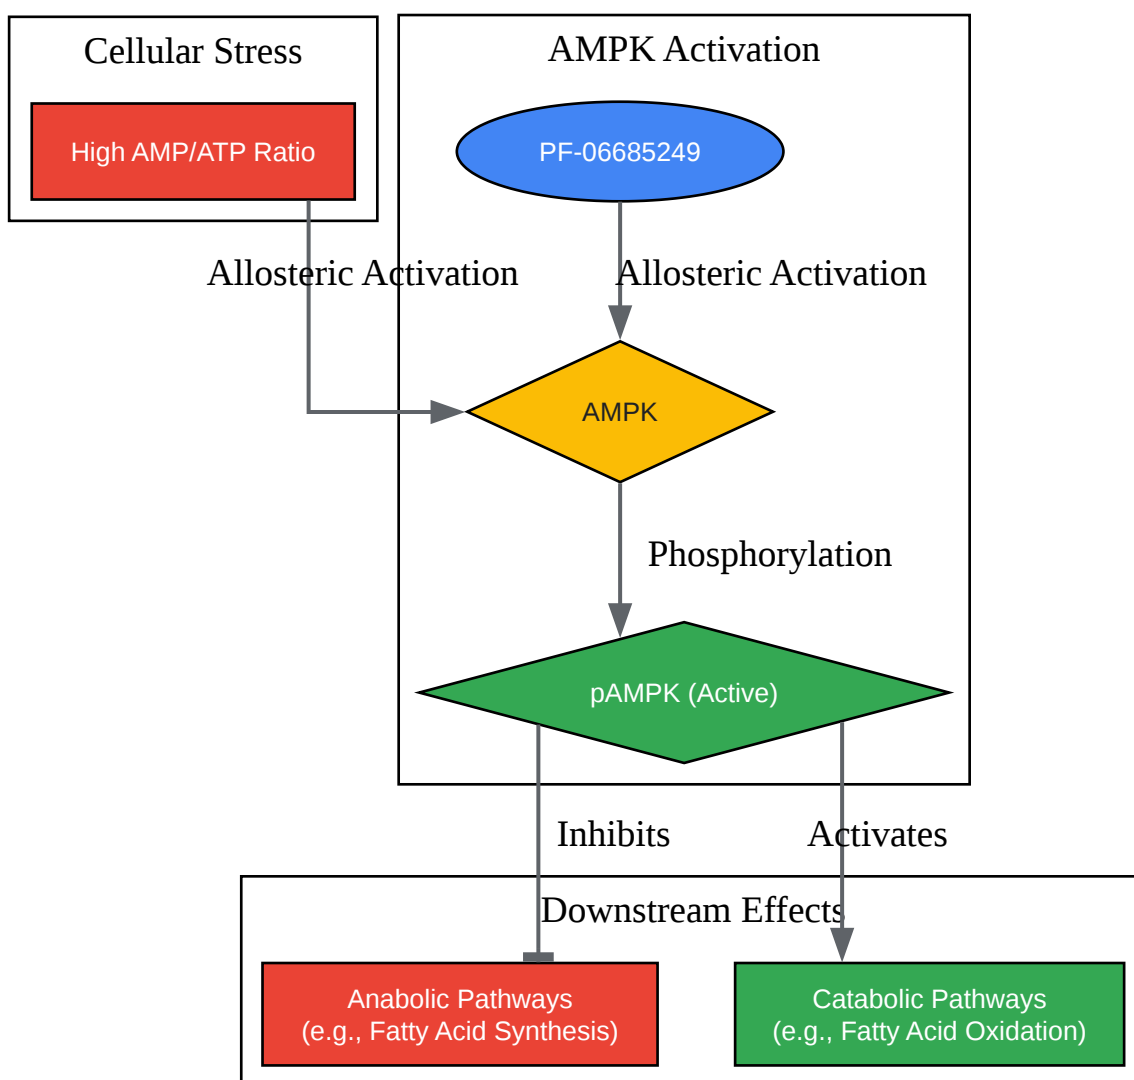 Cellular Stress
AMPK Activation
High AMP/ATP Ratio
PF-06685249
Allosteric Activation
Allosteric Activation
AMPK
Phosphorylation
pAMPK (Active)
Inhibits
Activates
Downstream Effects
Anabolic Pathways
(e.g., Fatty Acid Synthesis)
Catabolic Pathways
(e.g., Fatty Acid Oxidation)